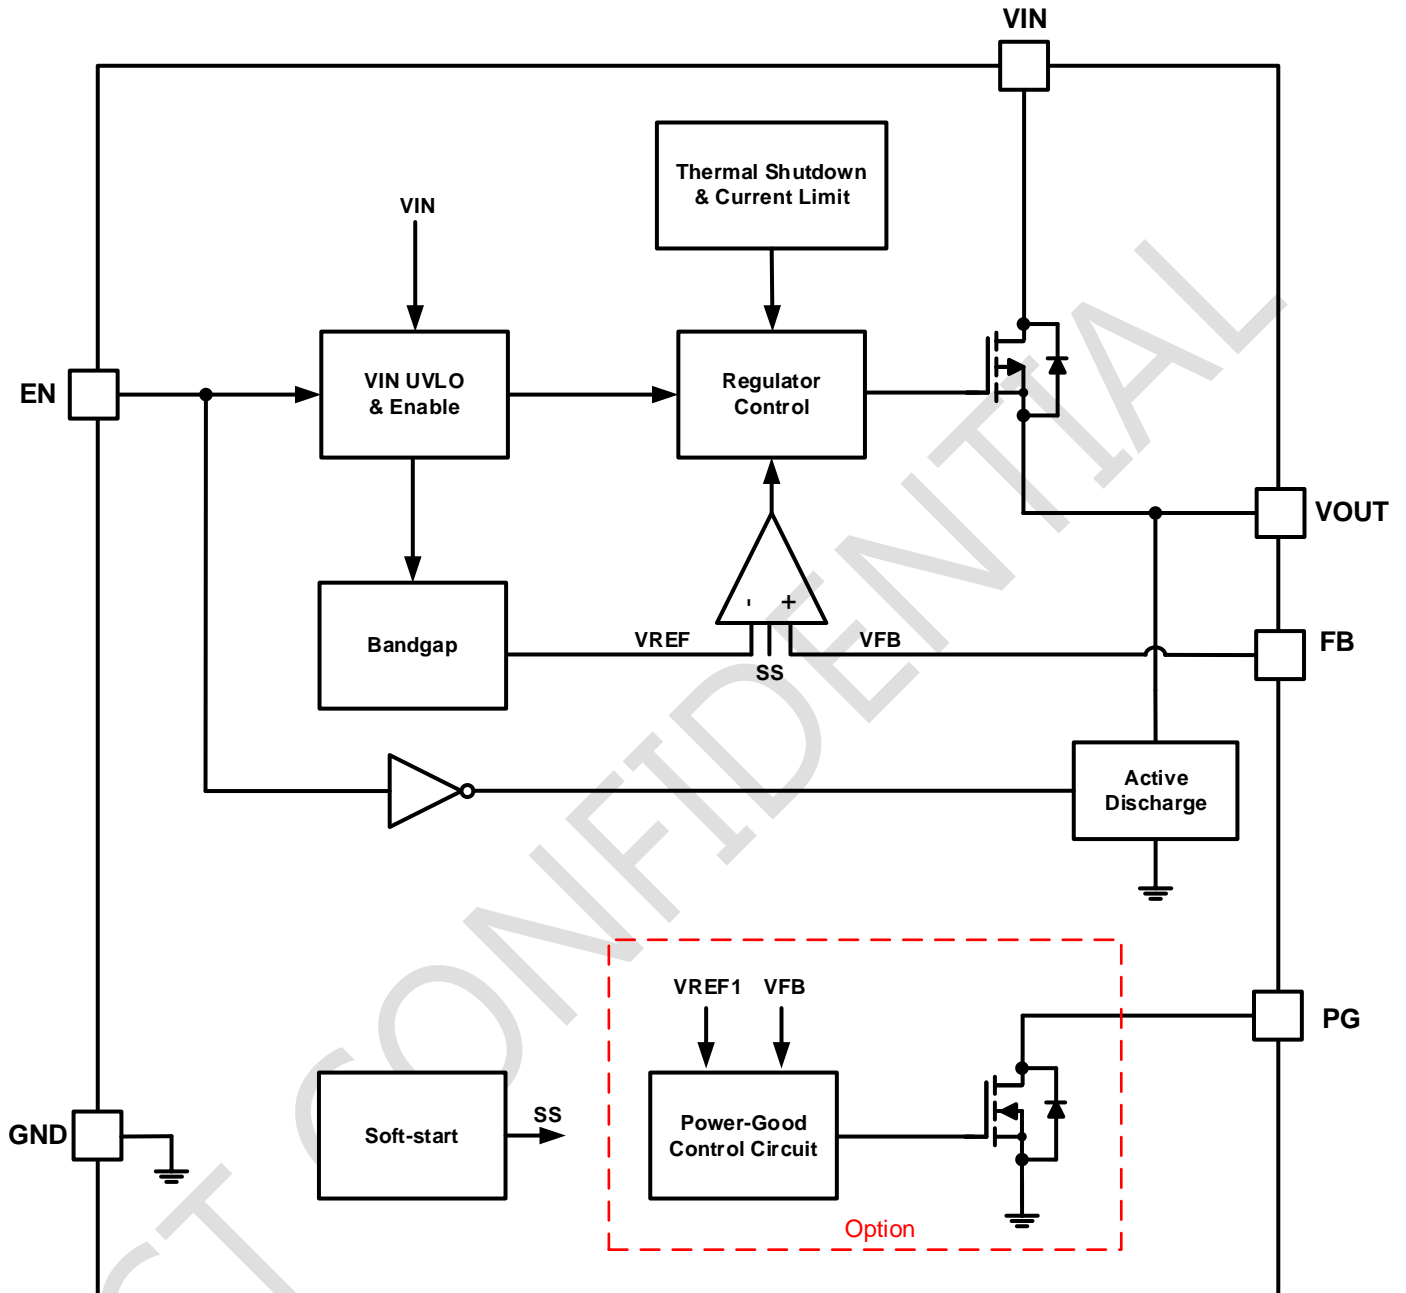 VIN
Thermal Shutdown
& Current Limit
VIN
EN
VIN UVLO
& Enable
Regulator
Control
VOUT
- +
Bandgap
VREF
SS
VFB
FB
Active
Discharge
VREF1
VFB
PG
GND
Soft-start
SS
Power-Good
Control Circuit
Option
CONFIDENTIAL